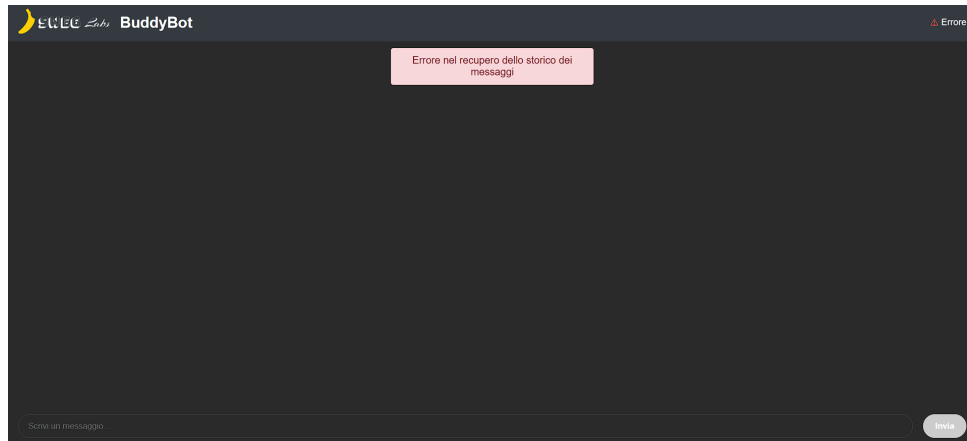 SWEG Labs BuddyBot
Errore
Errore nel recupero dello storico dei
messaggi
Scrivi un messaggio...
Invia